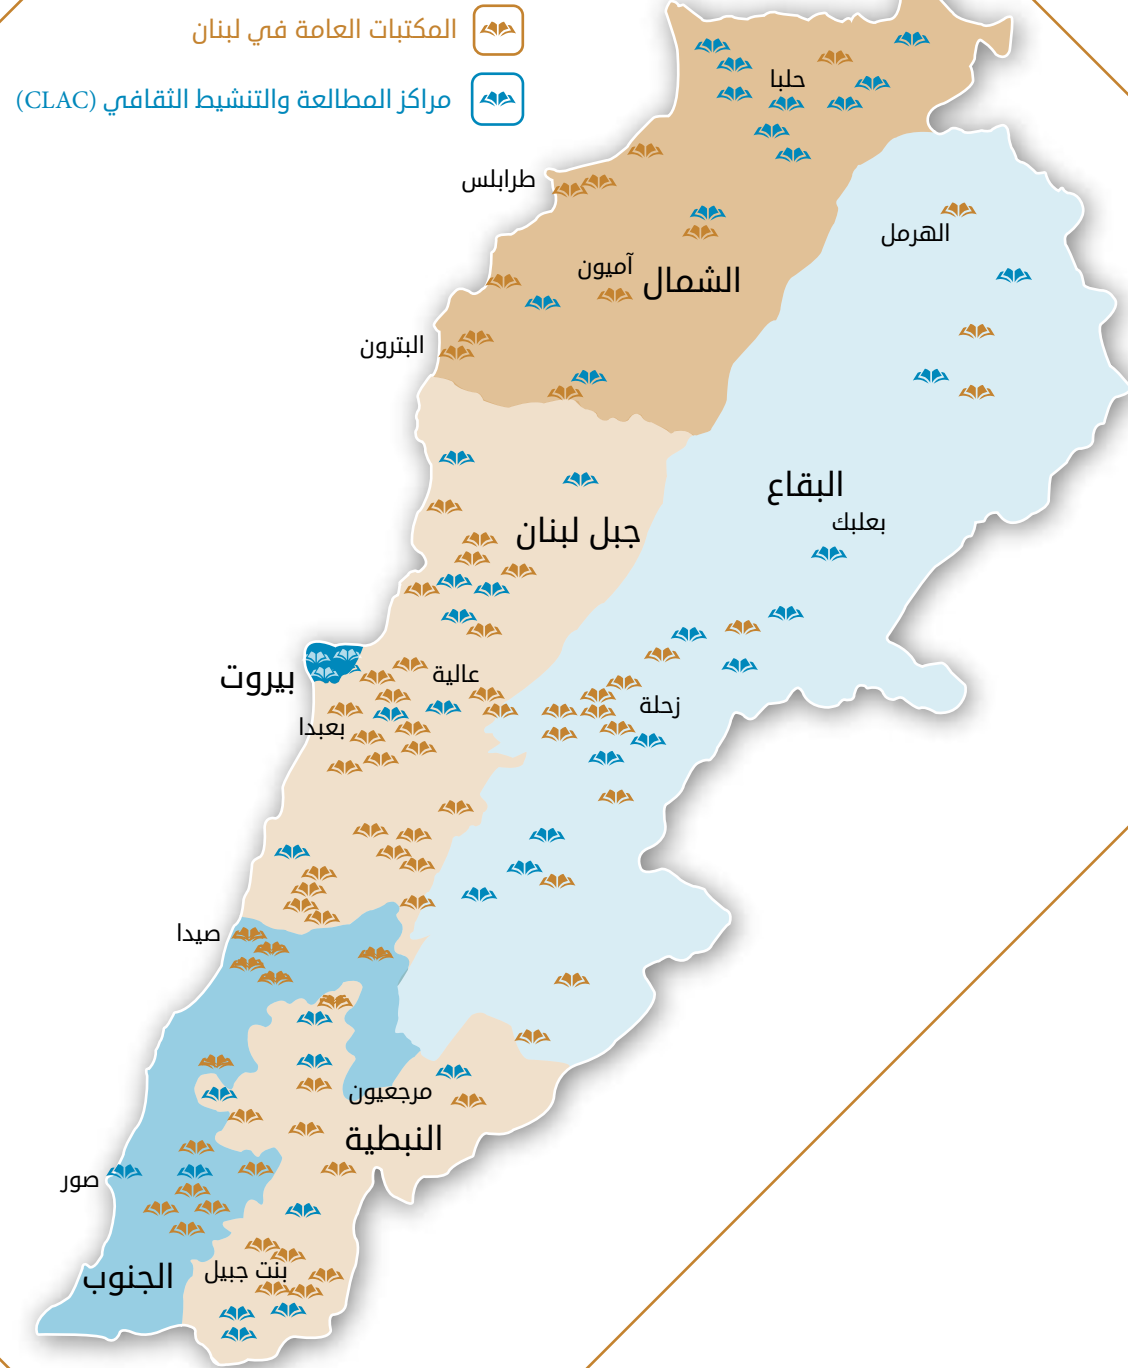 المكتبات العامة في لبنان
مراكز المطالعة والتنشيط الثقافي (CLAC)
حلبا
طرابلس
الهرمل
آميون
الشمال
البترون
البقاع
بعلبك
جبل لبنان
بيروت
عالية
زحلة
بعبدا
صيدا
مرجعيون
النبطية
صور
بنت جبيل
الجنوب